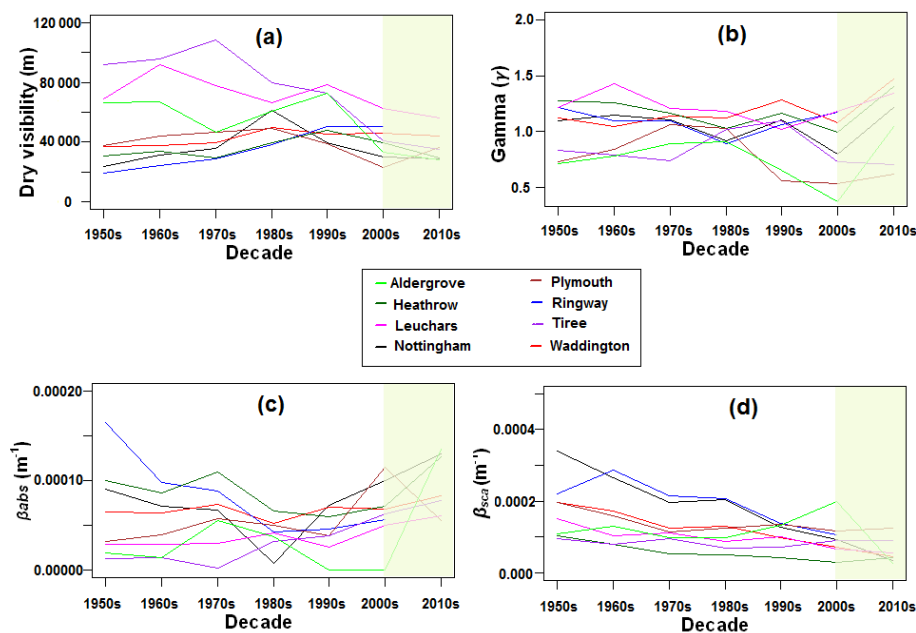 (a)
Dry visibility (m)
120 000
80 000
40 000
0
1950s 1960s 1970s 1980s 1990s 2000s 2010s
Decade
(b)
Gamma (γ)
2.0
1.5
1.0
0.5
1950s 1960s 1970s 1980s 1990s 2000s 2010s
Decade
Aldergrove
Heathrow
Leuchars
Nottingham
Plymouth
Ringway
Tiree
Waddington
(c)
βabs (m⁻¹)
0.00020
0.00010
0.00000
1950s 1960s 1970s 1980s 1990s 2000s 2010s
Decade
(d)
βsca (m⁻¹)
0.0004
0.0002
0.000
1950s 1960s 1970s 1980s 1990s 2000s 2010s
Decade